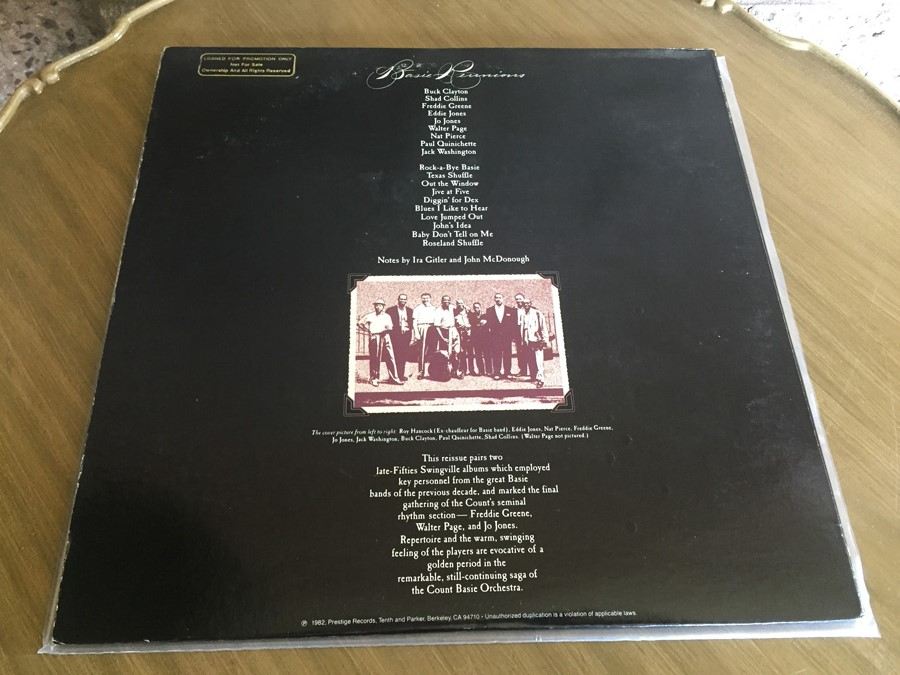 LOANED FOR PROMOTION ONLY
Not For Sale
Ownership And All Rights Reserved
Basie Reunions
Buck Clayton
Shad Collins
Freddie Greene
Eddie Jones
Jo Jones
Walter Page
Nat Pierce
Paul Quinichette
Jack Washington
Rock-a-Bye Basie
Texas Shuffle
Out the Window
Jive at Five
Diggin' for Dex
Blues I Like to Hear
Love Jumped Out
John's Idea
Baby Don't Tell on Me
Roseland Shuffle
Notes by Ira Gitler and John McDonough
The cover picture from left to right: Roy Hancock (Ex-chauffeur for Basie band), Eddie Jones, Nat Pierce, Freddie Greene,
Jo Jones, Jack Washington, Buck Clayton, Paul Quinichette, Shad Collins. (Walter Page not pictured.)
This reissue pairs two
late-Fifties Swingville albums which employed
key personnel from the great Basie
bands of the previous decade, and marked the final
gathering of the Count's seminal
rhythm section— Freddie Greene,
Walter Page, and Jo Jones.
Repertoire and the warm, swinging
feeling of the players are evocative of a
golden period in the
remarkable, still-continuing saga of
the Count Basie Orchestra.
℗ 1982, Prestige Records, Tenth and Parker, Berkeley, CA 94710 • Unauthorized duplication is a violation of applicable laws.